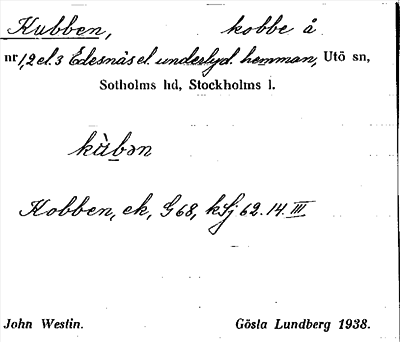 Kubben, kobbe å
nr 1,2 el. 3 Edesnäs el. underlyd. hemman, Utö sn,
Sotholms hd, Stockholms l.
kùbən
Kobben, ek, G 68, kSj 62.14.III
John Westin. Gösta Lundberg 1938.